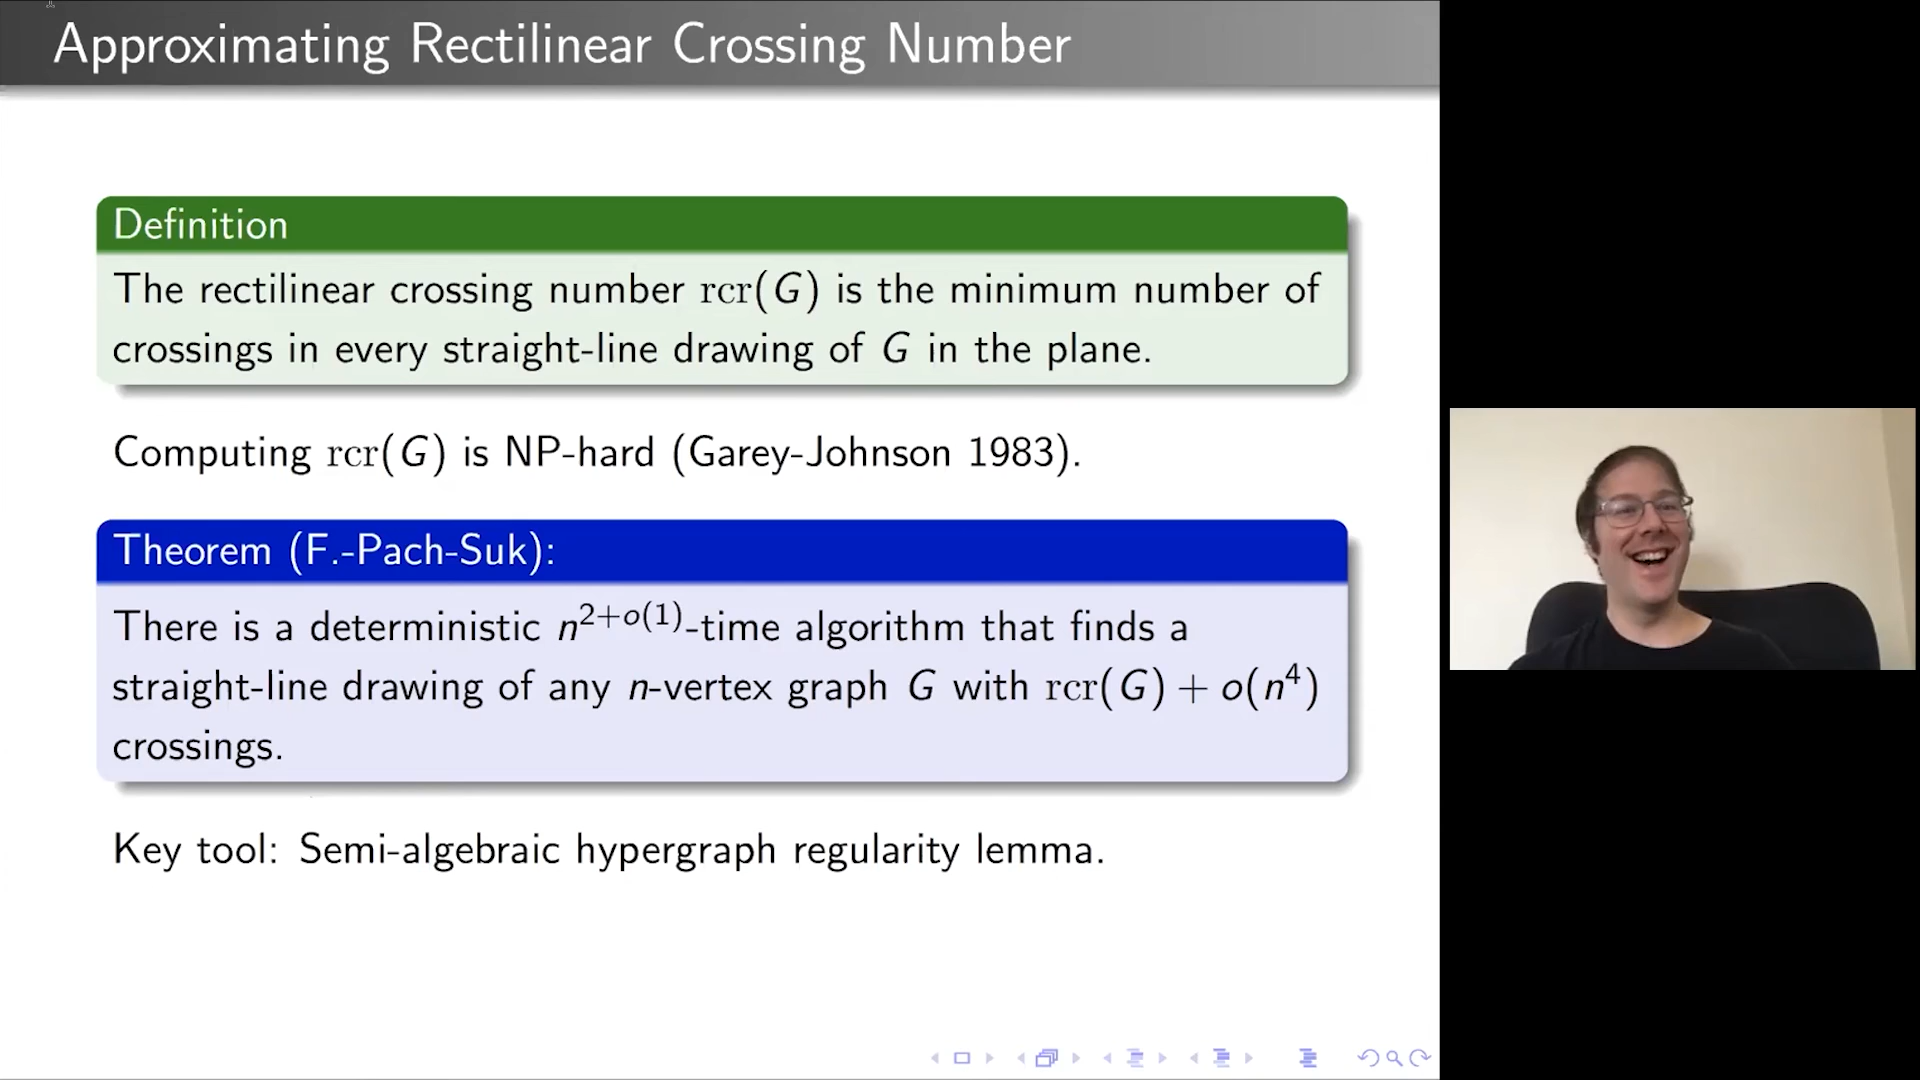 Approximating Rectilinear Crossing Number
Definition
The rectilinear crossing number rcr(G) is the minimum number of
crossings in every straight-line drawing of G in the plane.
Computing rcr(G) is NP-hard (Garey-Johnson 1983).
Theorem (F.-Pach-Suk):
There is a deterministic n^{2+o(1)}-time algorithm that finds a
straight-line drawing of any n-vertex graph G with rcr(G) + o(n⁴)
crossings.
Key tool: Semi-algebraic hypergraph regularity lemma.